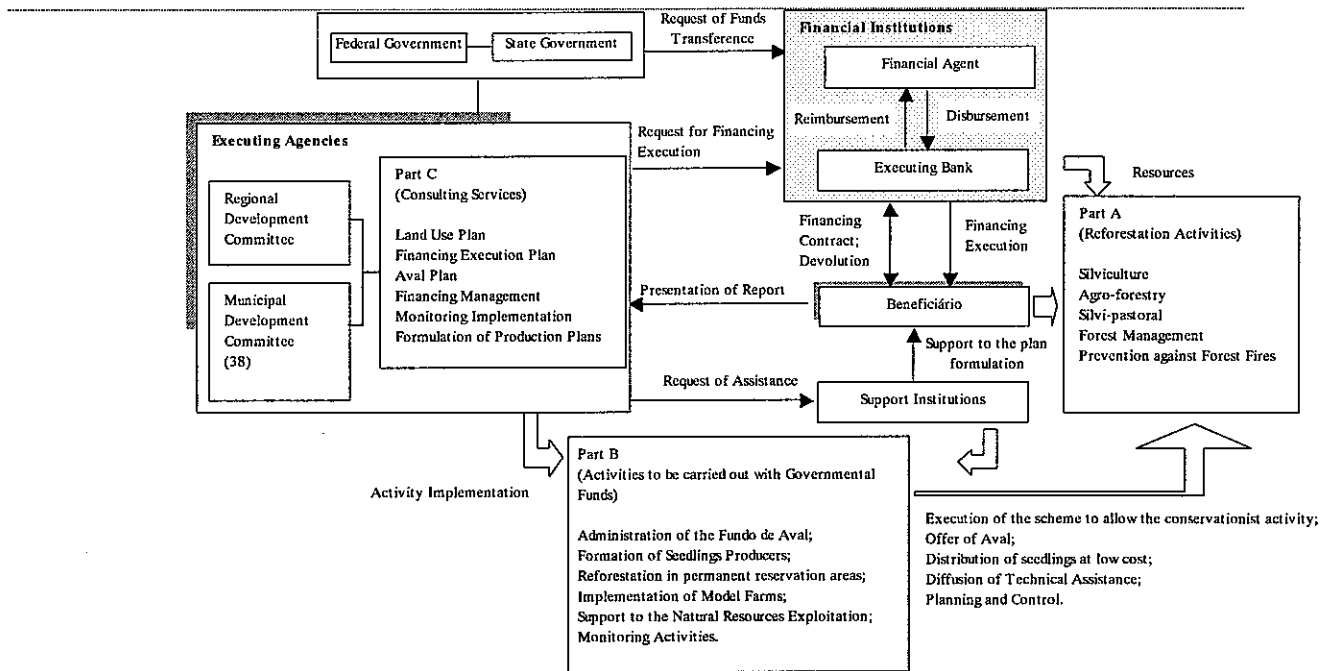 Request of Funds
Transference
Federal Government
State Government
Financial Institutions
Financial Agent
Reimbursement
Disbursement
Executing Bank
Executing Agencies
Request for Financing
Execution
Regional
Development
Committee
Municipal
Development
Committee
(38)
Part C
(Consulting Services)
Land Use Plan
Financing Execution Plan
Aval Plan
Financing Management
Monitoring Implementation
Formulation of Production Plans
Resources
Financing
Contract;
Devolution
Financing
Execution
Presentation of Report
Beneficiário
Support to the plan
formulation
Request of Assistance
Support Institutions
Part A
(Reforestation Activities)
Silviculture
Agro-forestry
Silvi-pastoral
Forest Management
Prevention against Forest Fires
Activity Implementation
Part B
(Activities to be carried out with Governmental
Funds)
Administration of the Fundo de Aval;
Formation of Seedlings Producers;
Reforestation in permanent reservation areas;
Implementation of Model Farms;
Support to the Natural Resources Exploitation;
Monitoring Activities.
Execution of the scheme to allow the conservationist activity;
Offer of Aval;
Distribution of seedlings at low cost;
Diffusion of Technical Assistance;
Planning and Control.